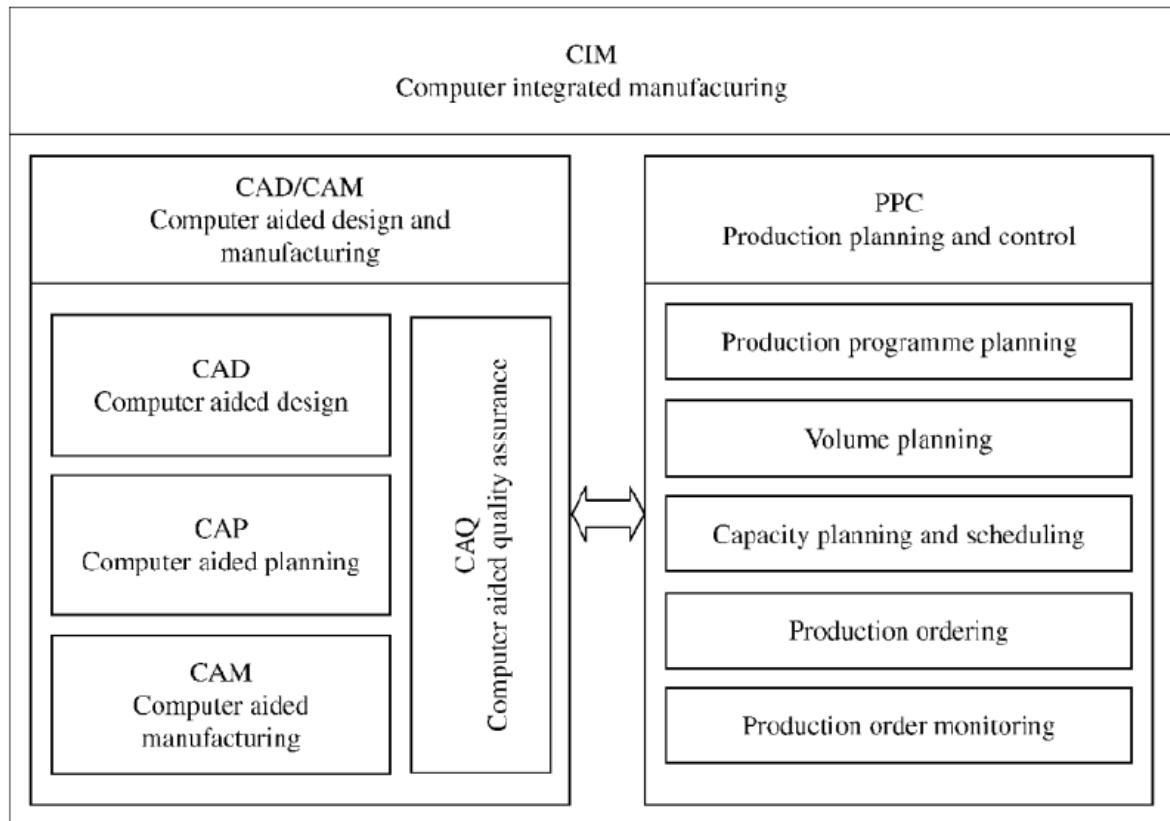 CIM
Computer integrated manufacturing
CAD/CAM
Computer aided design and
manufacturing
CAD
Computer aided design
CAP
Computer aided planning
CAM
Computer aided
manufacturing
CAQ
Computer aided quality assurance
PPC
Production planning and control
Production programme planning
Volume planning
Capacity planning and scheduling
Production ordering
Production order monitoring